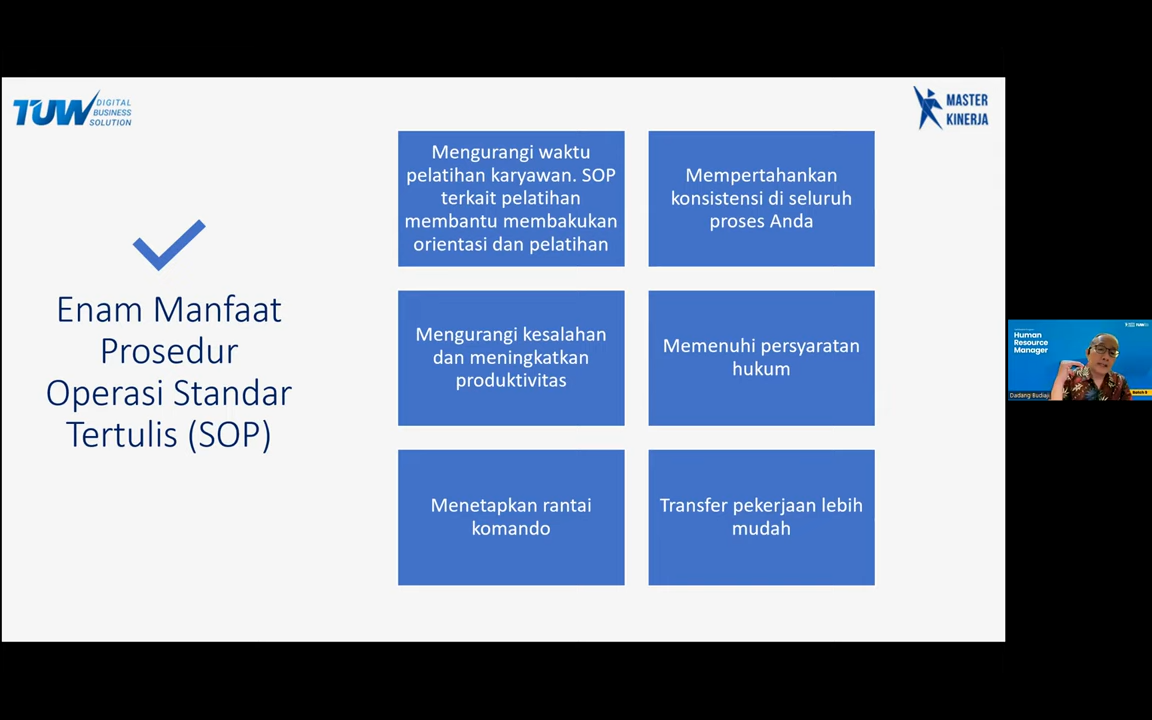 TUW DIGITAL
BUSINESS
SOLUTION
MASTER
KINERJA
Enam Manfaat
Prosedur
Operasi Standar
Tertulis (SOP)
Mengurangi waktu
pelatihan karyawan. SOP
terkait pelatihan
membantu membakukan
orientasi dan pelatihan
Mempertahankan
konsistensi di seluruh
proses Anda
Mengurangi kesalahan
dan meningkatkan
produktivitas
Memenuhi persyaratan
hukum
Menetapkan rantai
komando
Transfer pekerjaan lebih
mudah
Human
Resource
Manager
Dadang Budiaji